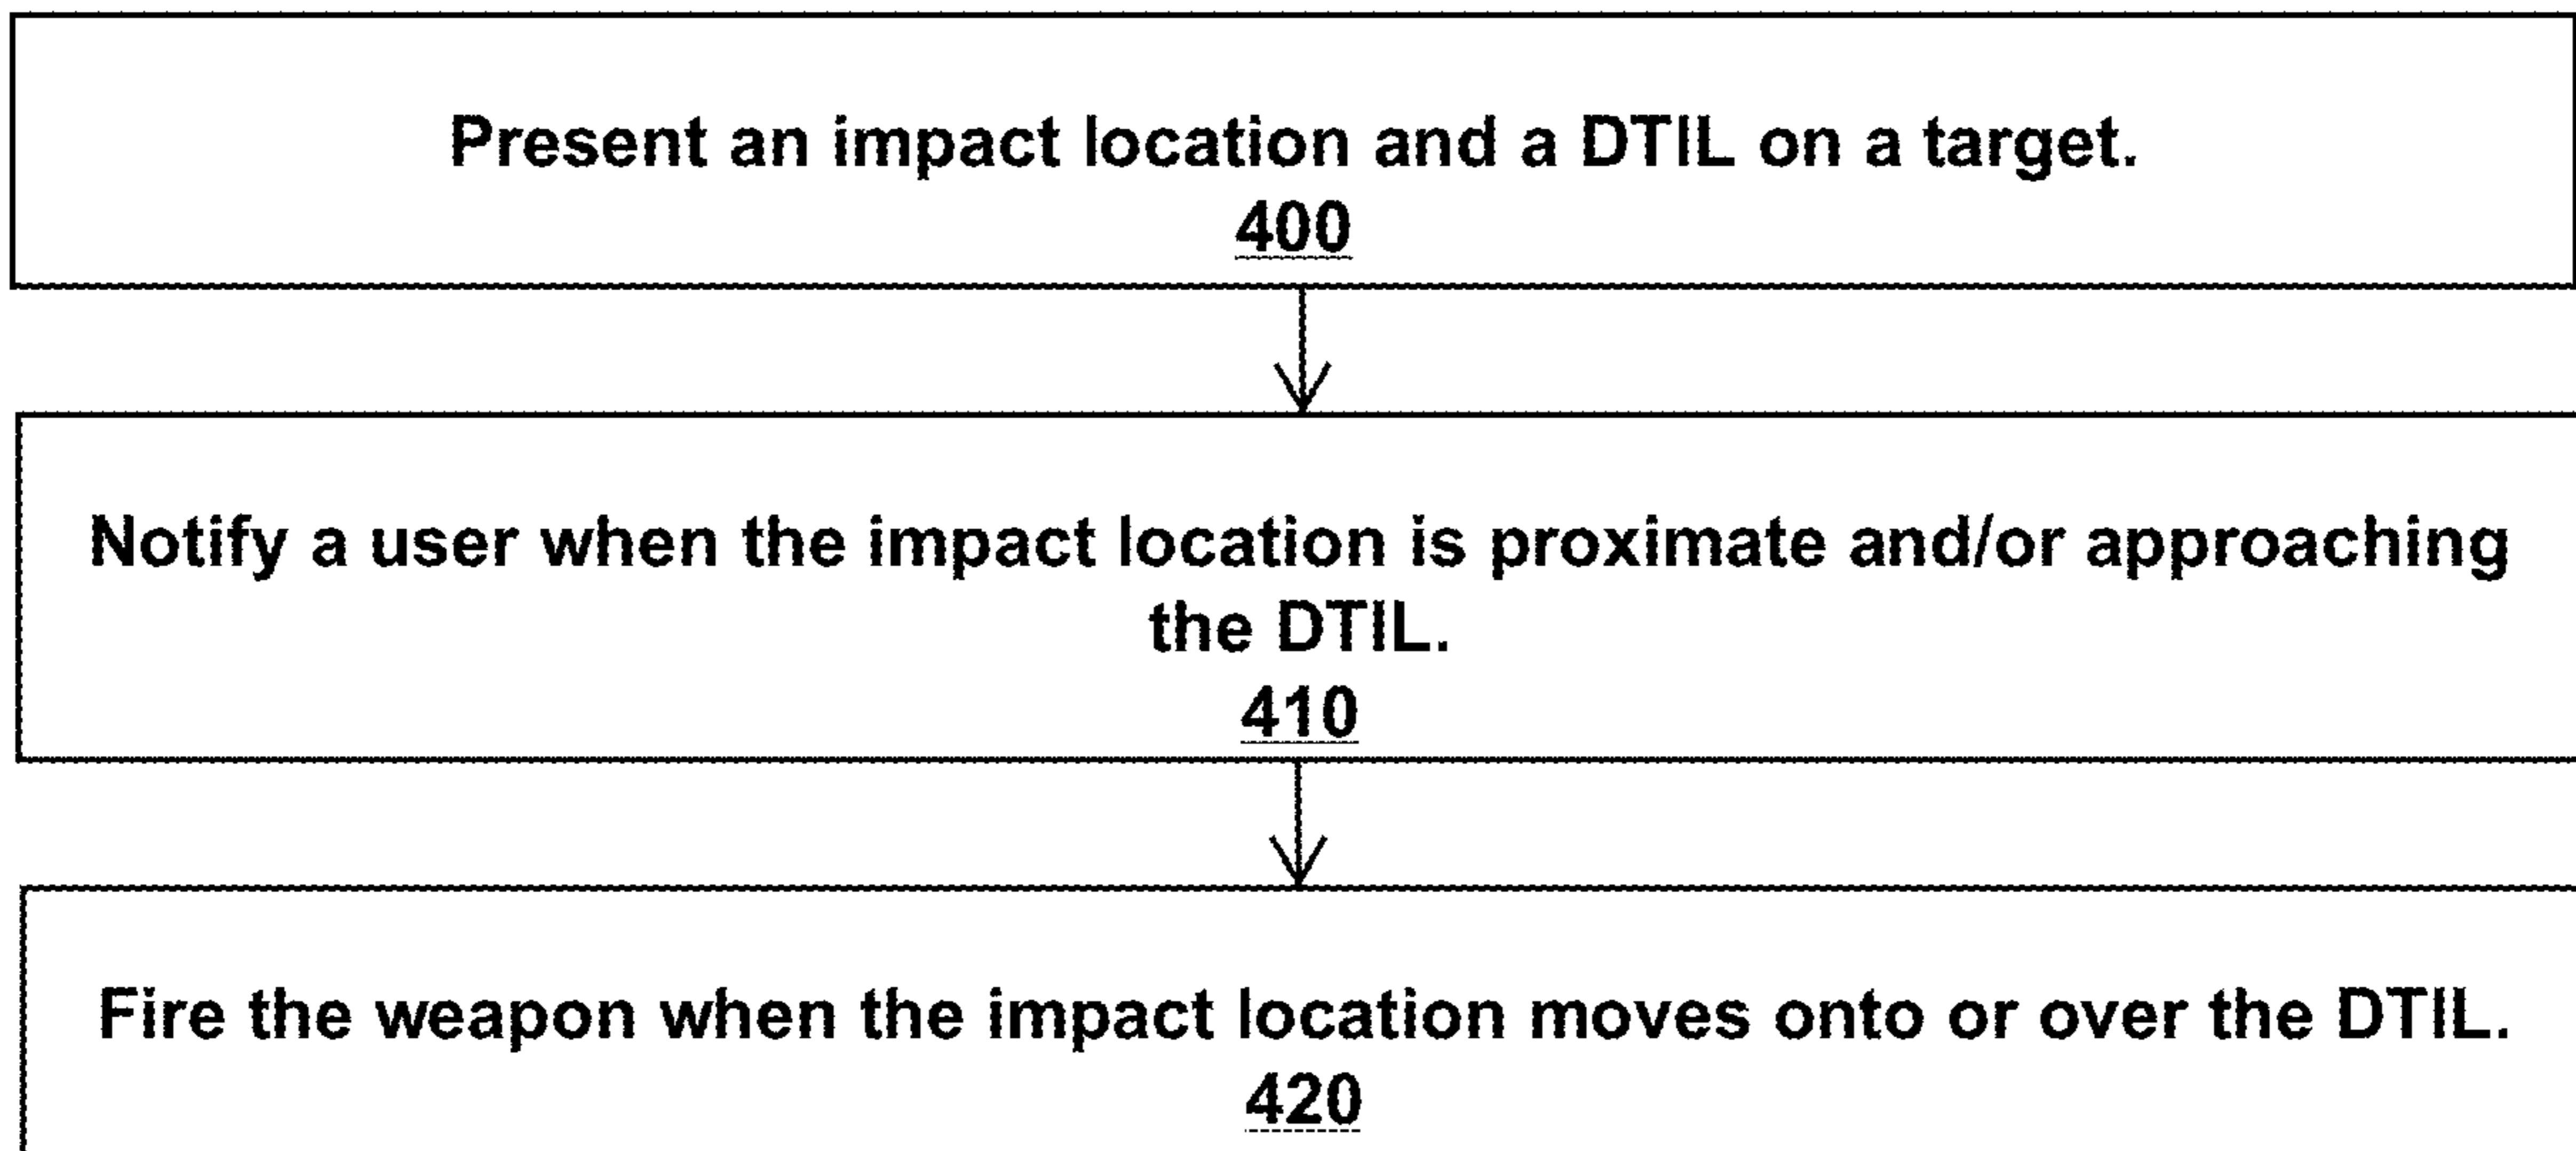 Present an impact location and a DTIL on a target.
400
Notify a user when the impact location is proximate and/or approaching
the DTIL.
410
Fire the weapon when the impact location moves onto or over the DTIL.
420